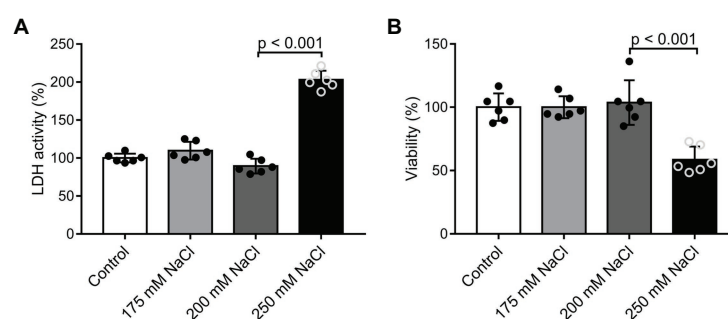 A
LDH activity (%)
250
200
150
100
50
0
p < 0.001
Control
175 mM NaCl
200 mM NaCl
250 mM NaCl
B
Viability (%)
150
100
50
0
p < 0.001
Control
175 mM NaCl
200 mM NaCl
250 mM NaCl